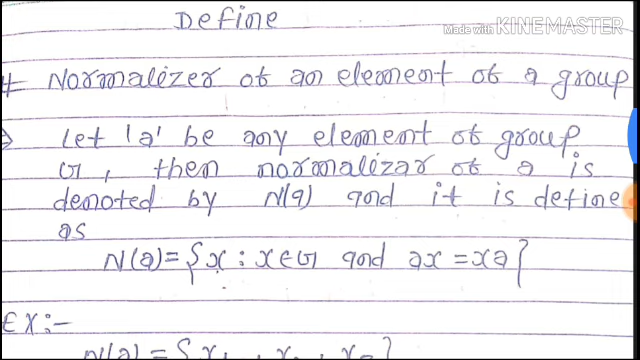 Define
Made with KINEMASTER
# Normalizer of an element of a group
⇒ Let 'a' be any element of group
G, then normalizar of a is
denoted by N(a) and it is define
as
N(a) = { x : x ∈ G and ax = xa }
EX:-
N(a) = {